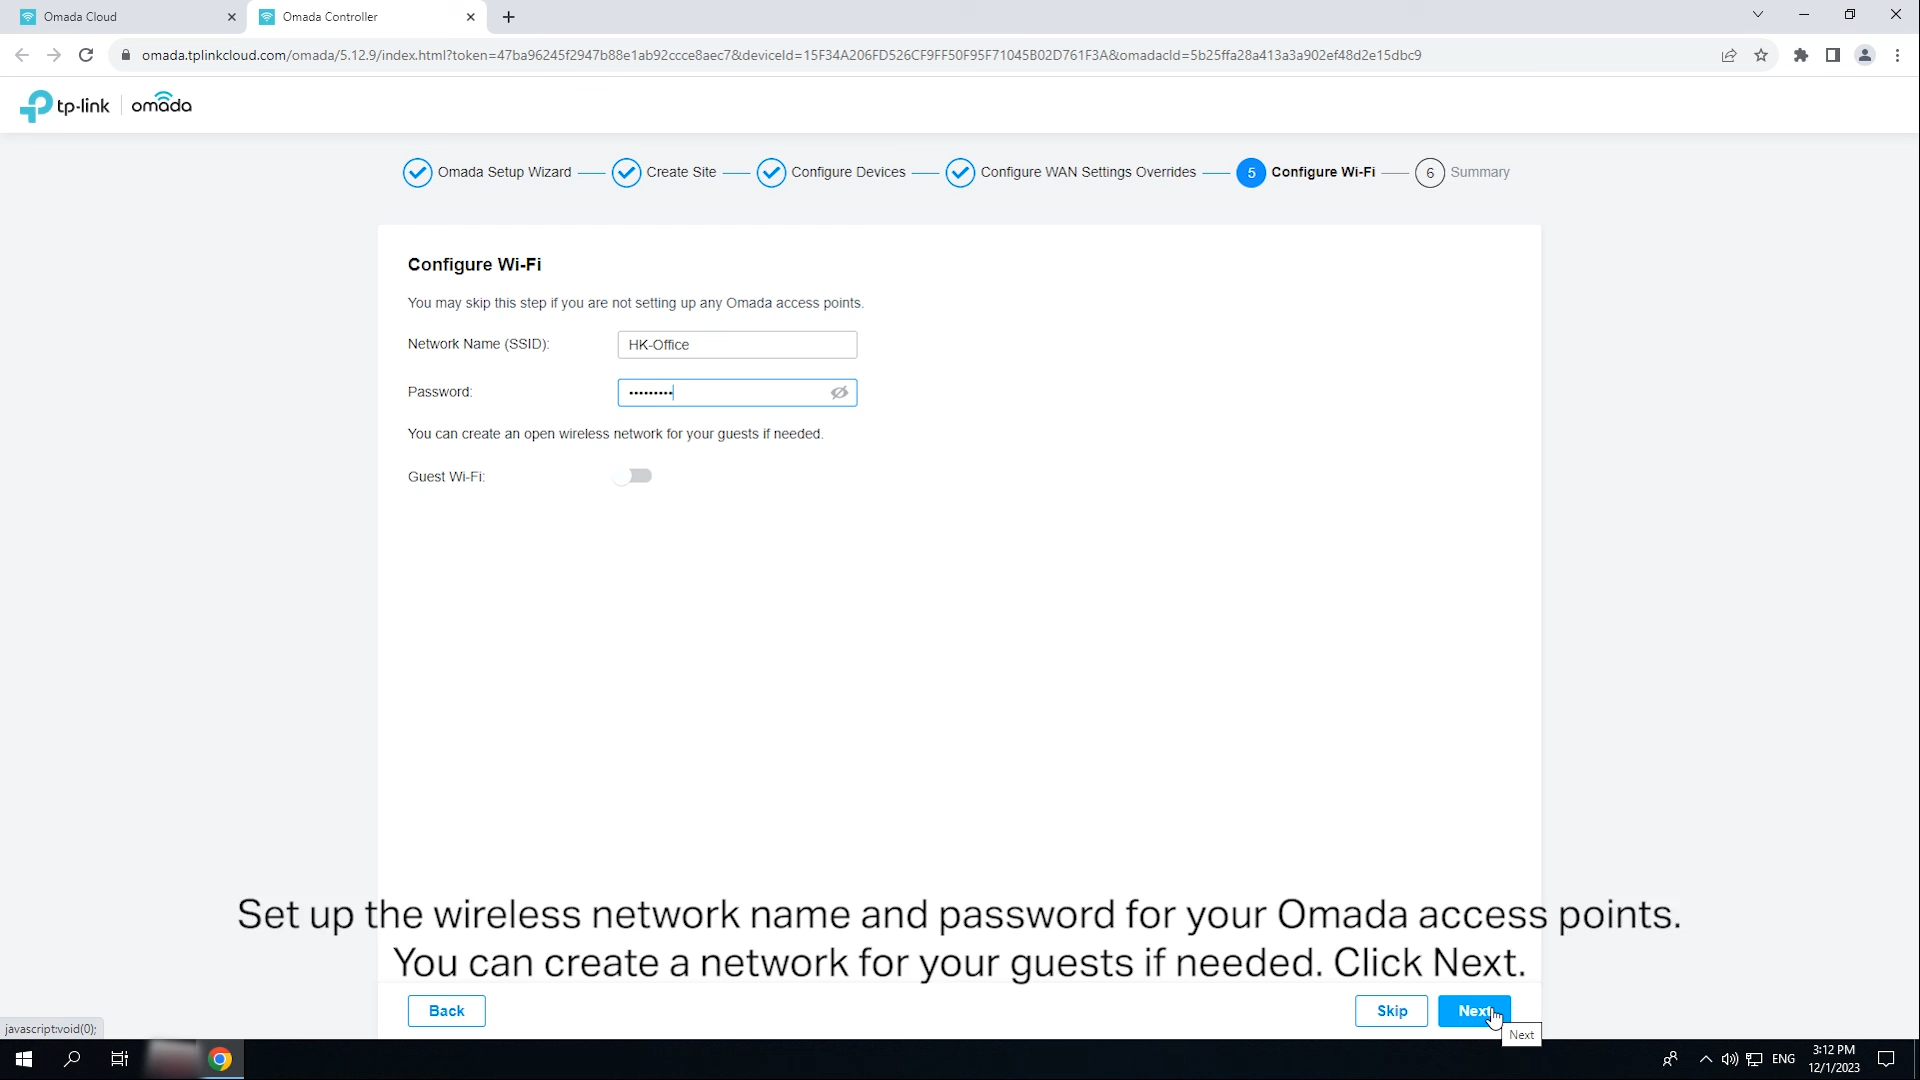 Omada Cloud
Omada Controller
omada.tplinkcloud.com/omada/5.12.9/index.html?token=47ba96245f2947b88e1ab92ccce8aec7&deviceId=15F34A206FD526CF9FF50F95F71045B02D761F3A&omadacId=5b25ffa28a413a3a902ef48d2e15dbc9
tp-link | omada
Omada Setup Wizard
Create Site
Configure Devices
Configure WAN Settings Overrides
5 Configure Wi-Fi
6 Summary
Configure Wi-Fi
You may skip this step if you are not setting up any Omada access points.
Network Name (SSID): HK-Office
Password: •••••••••
You can create an open wireless network for your guests if needed.
Guest Wi-Fi:
Set up the wireless network name and password for your Omada access points.
You can create a network for your guests if needed. Click Next.
Back
Skip
Next
Next
javascript:void(0);
ENG
3:12 PM
12/1/2023